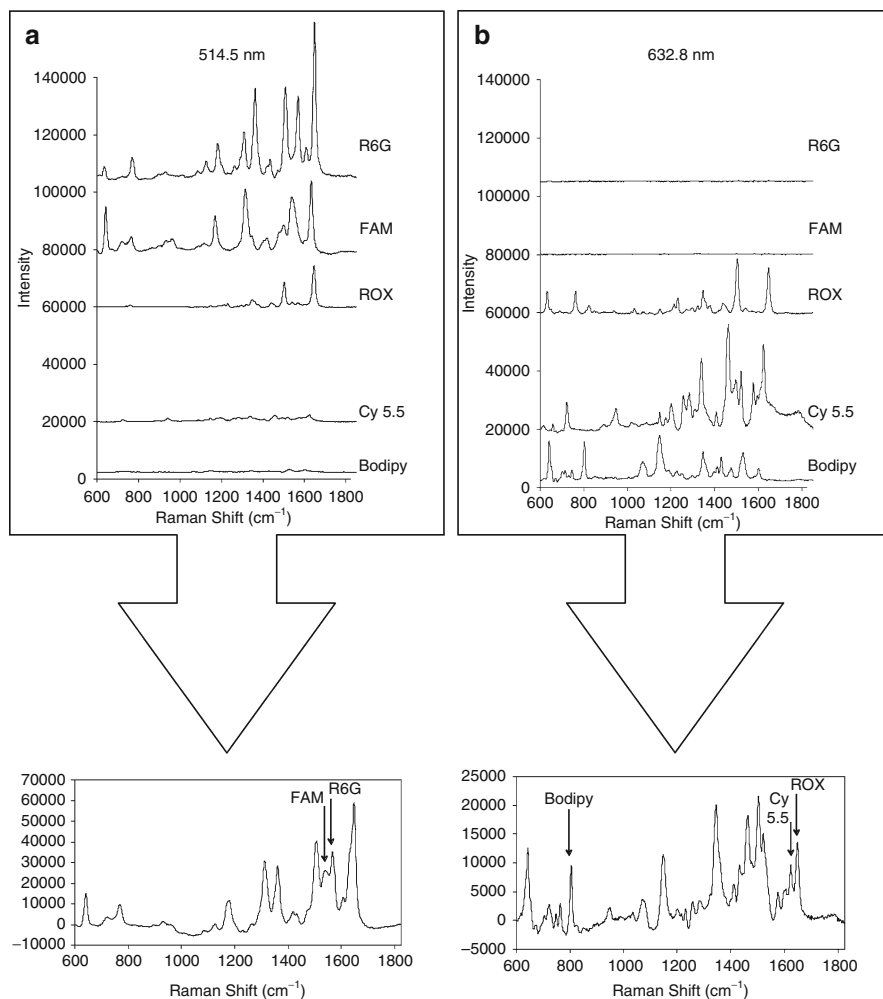 a
514.5 nm
140000
120000
100000
80000
60000
40000
20000
0
Intensity
R6G
FAM
ROX
Cy 5.5
Bodipy
600 800 1000 1200 1400 1600 1800
Raman Shift (cm⁻¹)
b
632.8 nm
140000
120000
100000
80000
60000
40000
20000
0
Intensity
R6G
FAM
ROX
Cy 5.5
Bodipy
600 800 1000 1200 1400 1600 1800
Raman Shift (cm⁻¹)
70000
60000
50000
40000
30000
20000
10000
0
−10000
FAM
R6G
600 800 1000 1200 1400 1600 1800
Raman Shift (cm⁻¹)
25000
20000
15000
10000
5000
0
−5000
Bodipy
Cy
5.5
ROX
600 800 1000 1200 1400 1600 1800
Raman Shift (cm⁻¹)